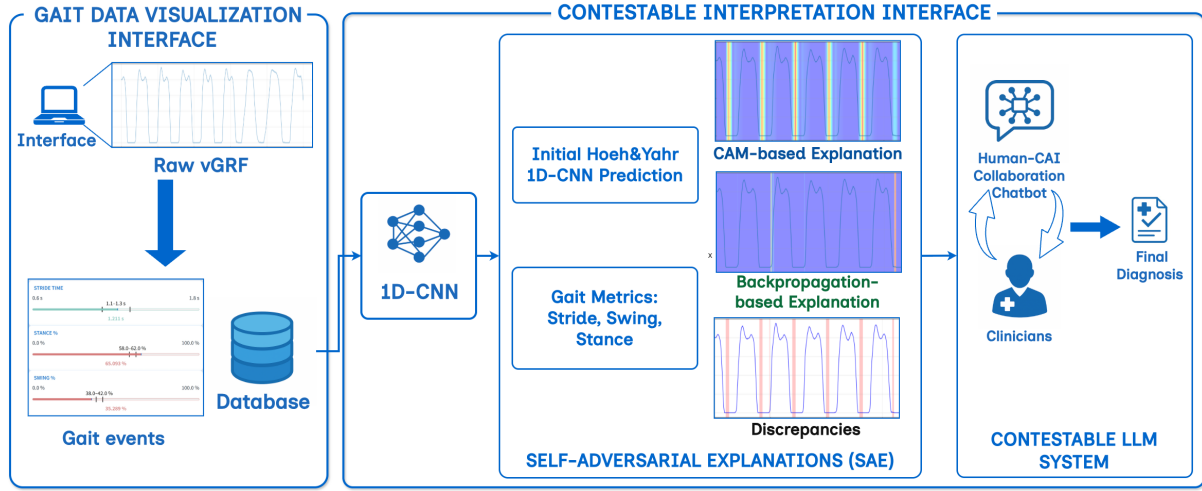 GAIT DATA VISUALIZATION
INTERFACE
Interface
Raw vGRF
STRIDE TIME
0.6 s
1.1-1.3 s
STANCE %
0.0 %
58.0–62.0 %
100.0 %
SWING %
0.0 %
38.0–42.0 %
100.0 %
35.289 %
Gait events
Database
CONTESTABLE INTERPRETATION INTERFACE
1D-CNN
Initial Hoeh&Yahr
1D-CNN Prediction
Gait Metrics:
Stride, Swing,
Stance
CAM-based Explanation
x
Backpropagation-
based Explanation
Discrepancies
SELF-ADVERSARIAL EXPLANATIONS (SAE)
Human-CAI
Collaboration
Chatbot
Clinicians
Final
Diagnosis
CONTESTABLE LLM
SYSTEM